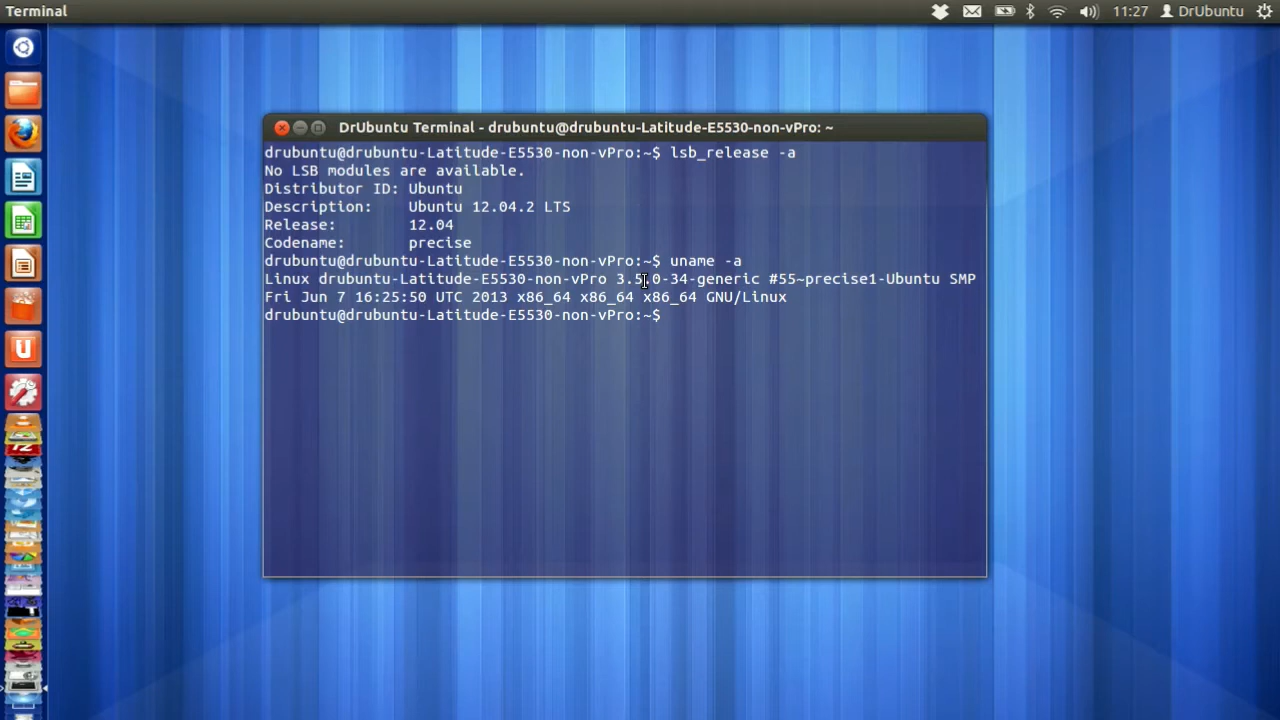 Terminal
11:27
DrUbuntu
DrUbuntu Terminal - drubuntu@drubuntu-Latitude-E5530-non-vPro: ~
drubuntu@drubuntu-Latitude-E5530-non-vPro:~$ lsb_release -a
No LSB modules are available.
Distributor ID: Ubuntu
Description: Ubuntu 12.04.2 LTS
Release: 12.04
Codename: precise
drubuntu@drubuntu-Latitude-E5530-non-vPro:~$ uname -a
Linux drubuntu-Latitude-E5530-non-vPro 3.5.0-34-generic #55~precise1-Ubuntu SMP
Fri Jun 7 16:25:50 UTC 2013 x86_64 x86_64 x86_64 GNU/Linux
drubuntu@drubuntu-Latitude-E5530-non-vPro:~$